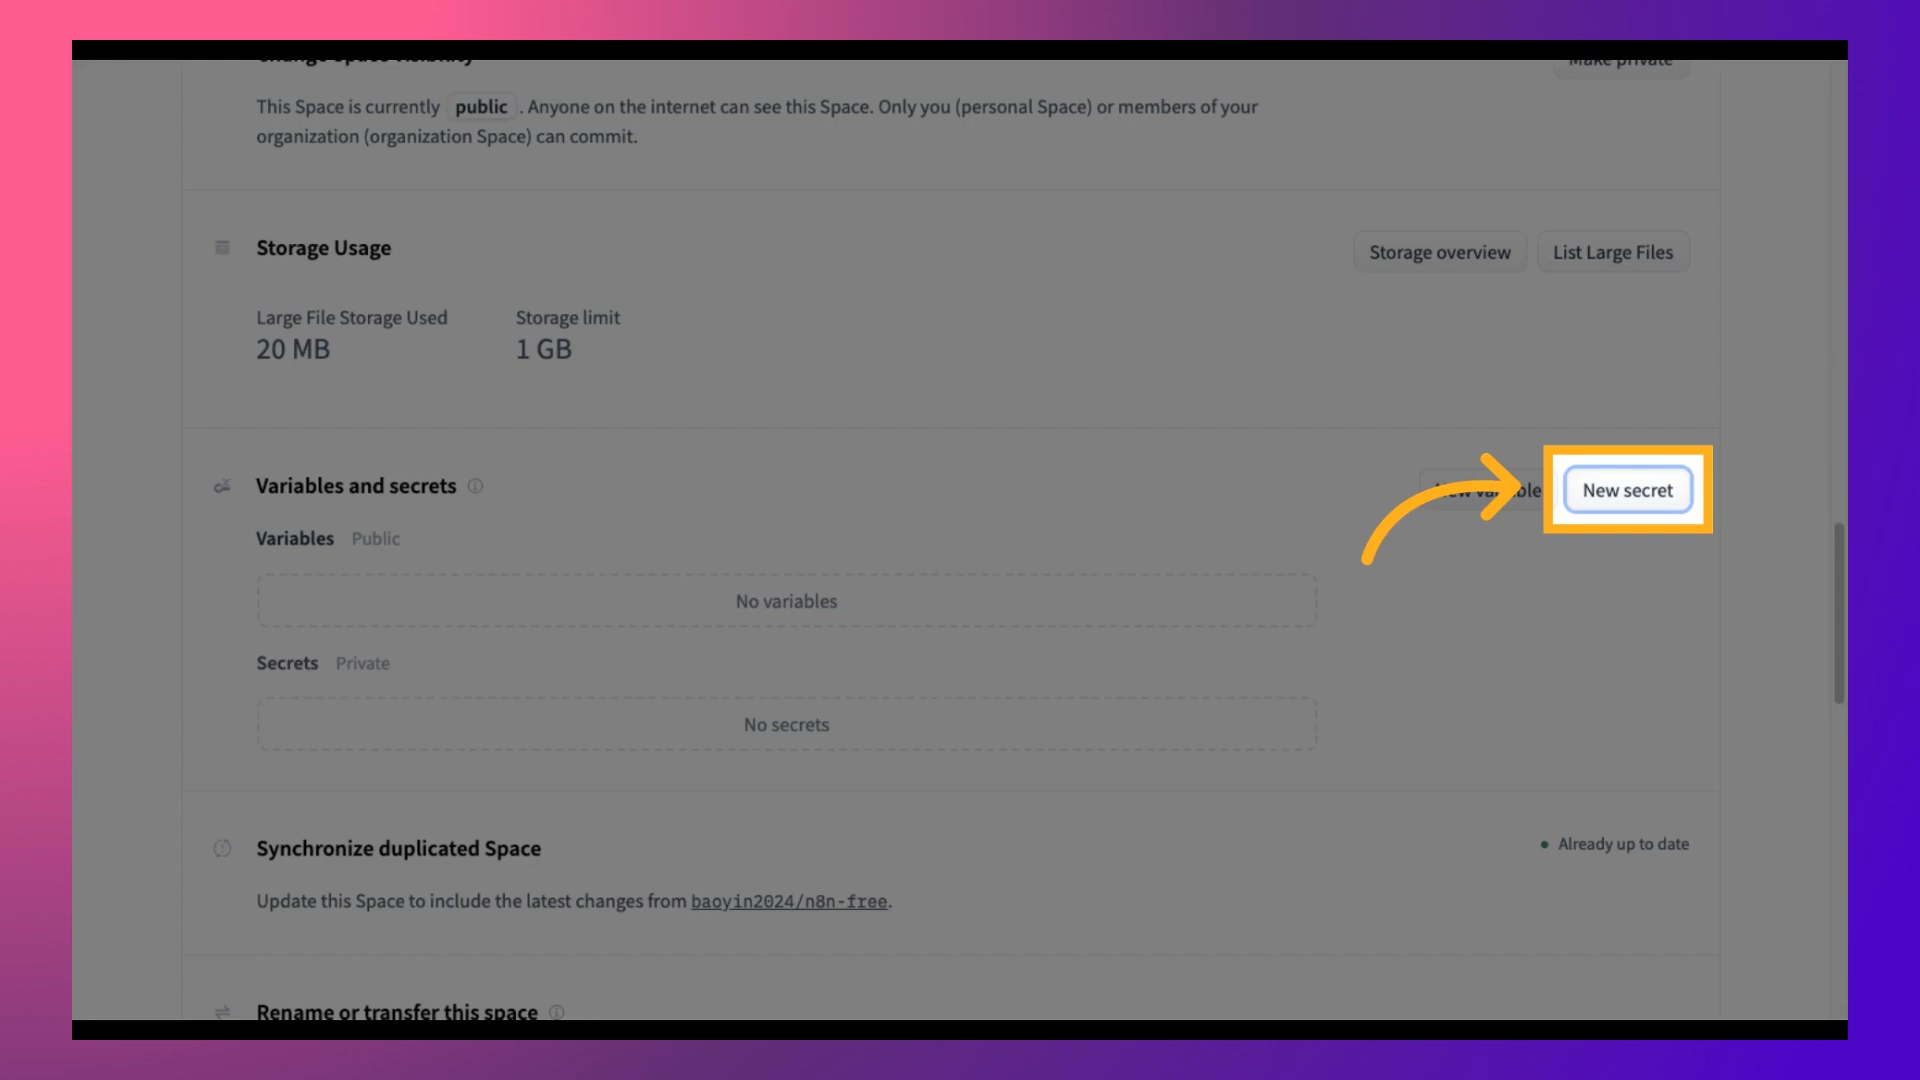 Change Space visibility
Make private
This Space is currently public. Anyone on the internet can see this Space. Only you (personal Space) or members of your
organization (organization Space) can commit.
Storage Usage
Storage overview
List Large Files
Large File Storage Used
Storage limit
20 MB
1 GB
Variables and secrets
New variable
New secret
Variables Public
No variables
Secrets Private
No secrets
Synchronize duplicated Space
Already up to date
Update this Space to include the latest changes from baoyin2024/n8n-free.
Rename or transfer this space